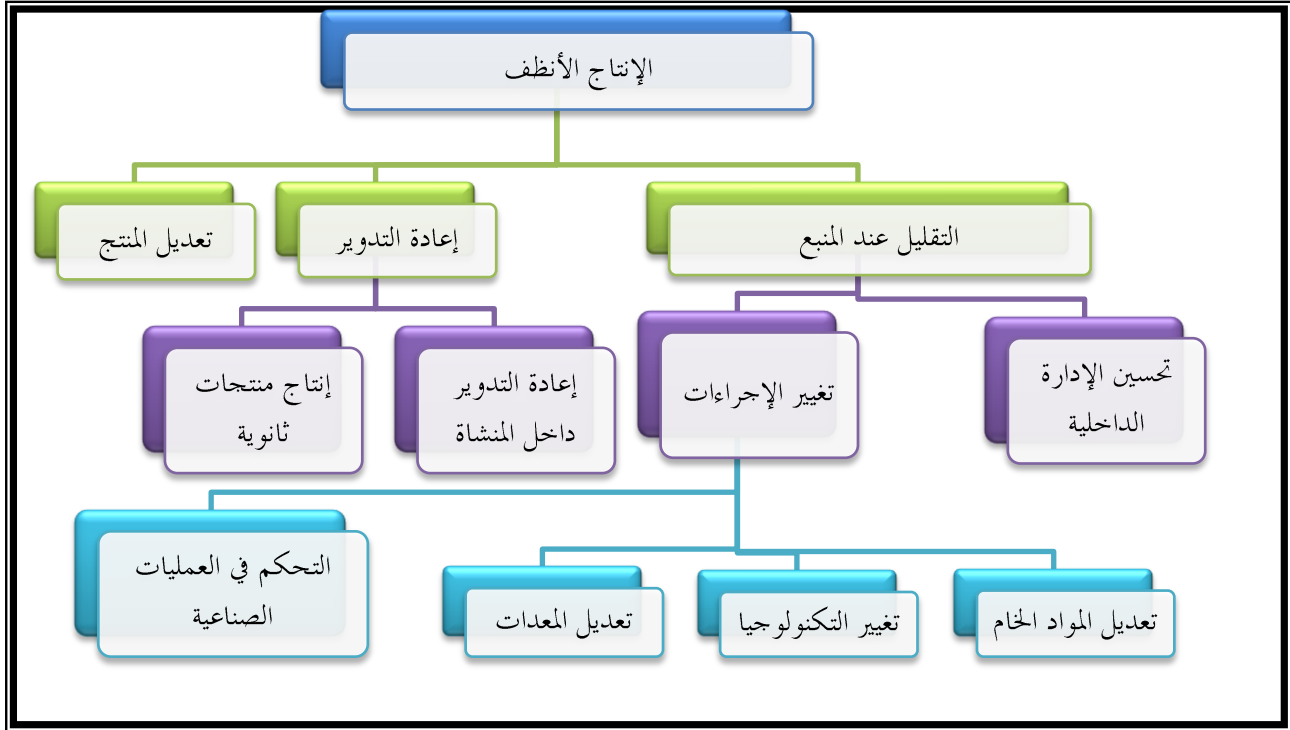 الإنتاج الأنظف
التقليل عند المنبع
إعادة التدوير
تعديل المنتج
تحسين الإدارة
الداخلية
تغيير الإجراءات
إعادة التدوير
داخل المنشاة
إنتاج منتجات
ثانوية
تعديل المواد الخام
تغيير التكنولوجيا
تعديل المعدات
التحكم في العمليات
الصناعية